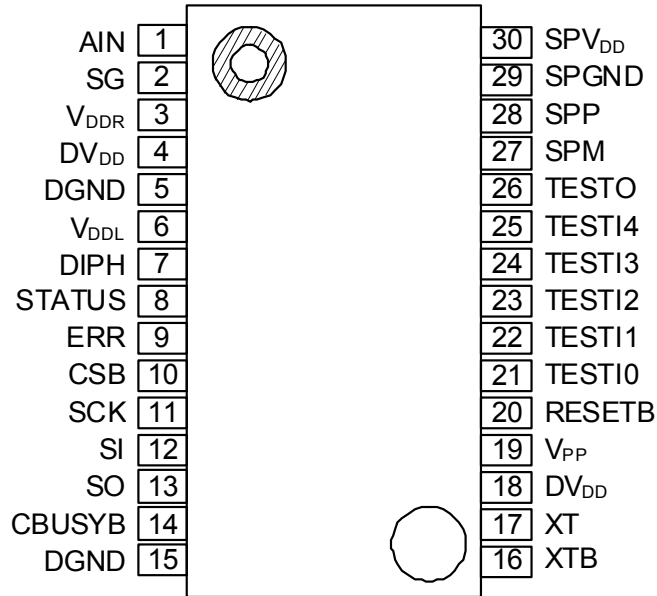 AIN 1 30 SPVDD
SG 2 29 SPGND
VDDR 3 28 SPP
DVDD 4 27 SPM
DGND 5 26 TESTO
VDDL 6 25 TESTI4
DIPH 7 24 TESTI3
STATUS 8 23 TESTI2
ERR 9 22 TESTI1
CSB 10 21 TESTI0
SCK 11 20 RESETB
SI 12 19 VPP
SO 13 18 DVDD
CBUSYB 14 17 XT
DGND 15 16 XTB